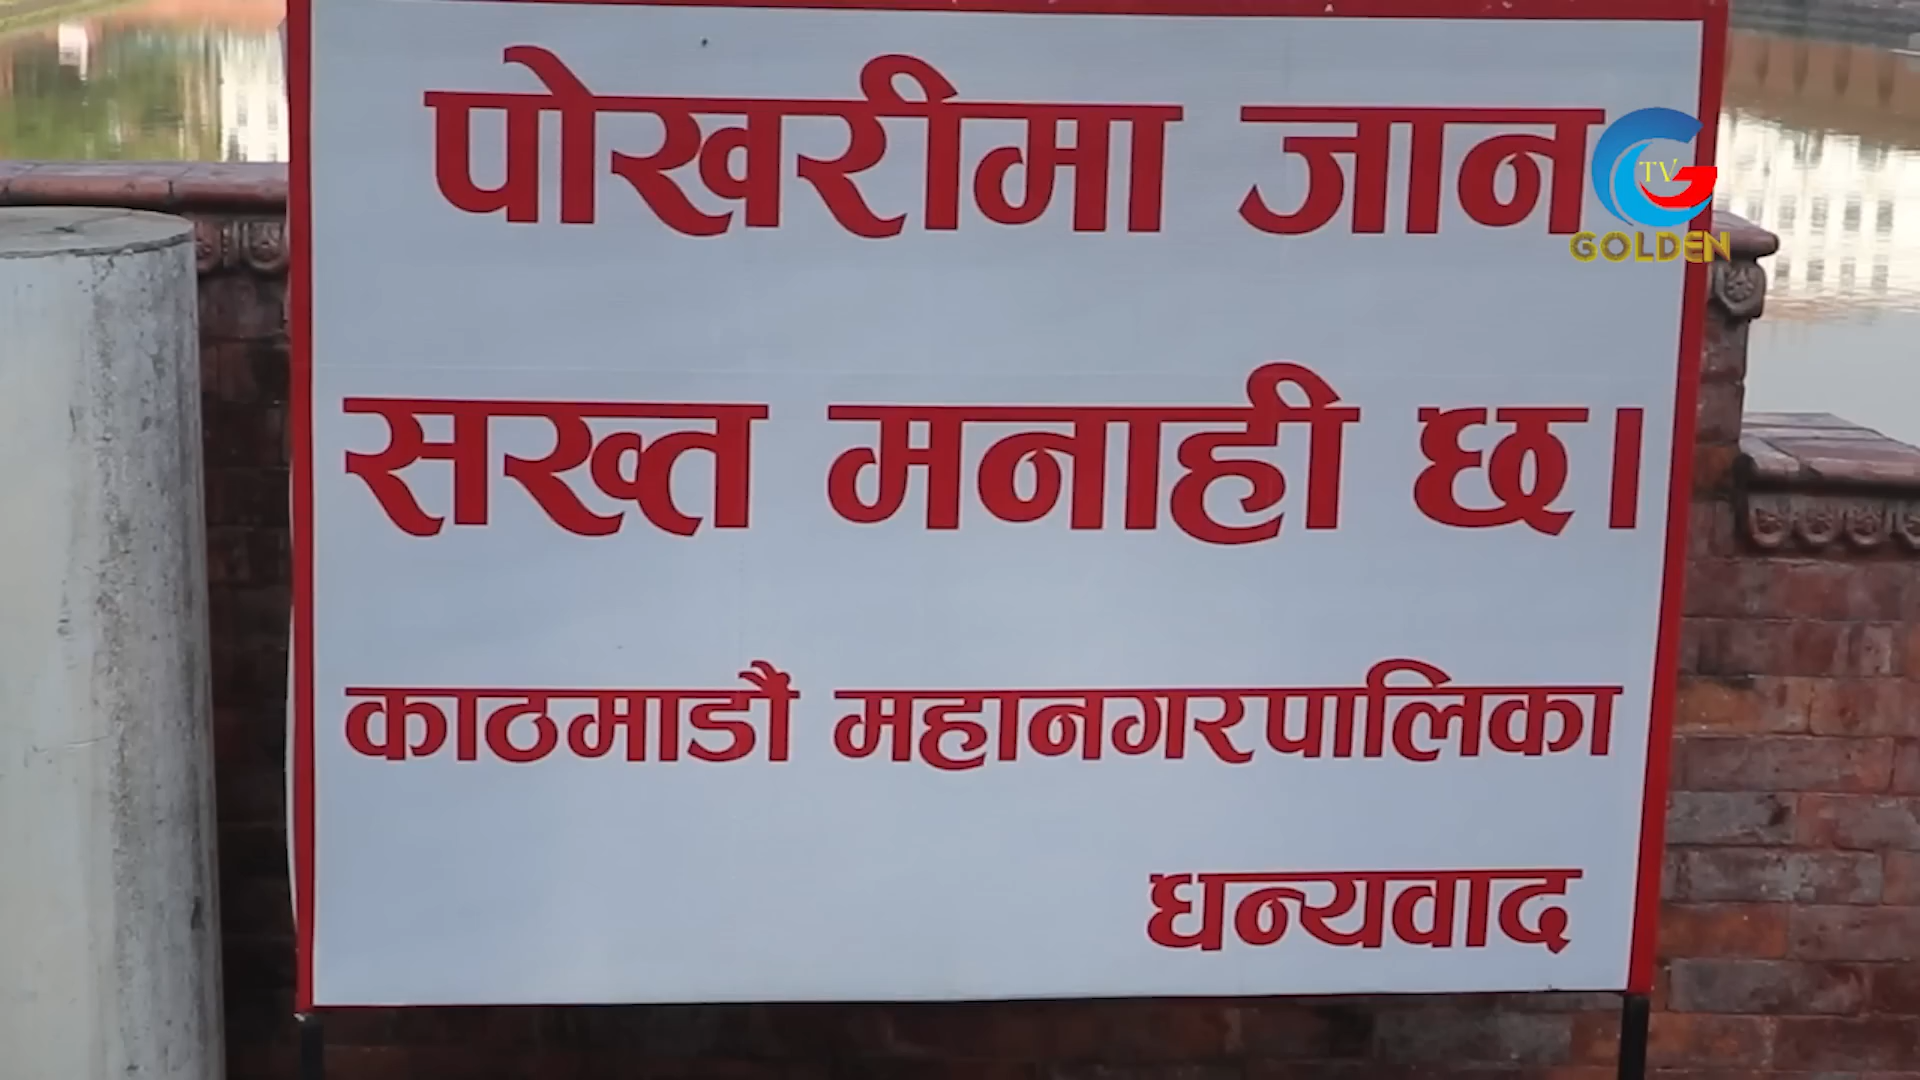 पोखरीमा जान
सख्त मनाही छ।
काठमाडौं महानगरपालिका
धन्यवाद
TV
GOLDEN